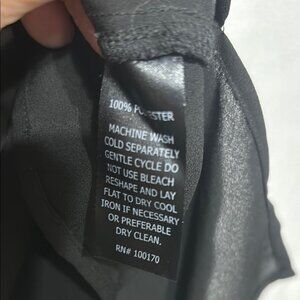 100% POLYESTER
MACHINE WASH
COLD SEPARATELY
GENTLE CYCLE DO
NOT USE BLEACH
RESHAPE AND LAY
FLAT TO DRY COOL
IRON IF NECESSARY
OR PREFERABLE
DRY CLEAN.
RN# 100170